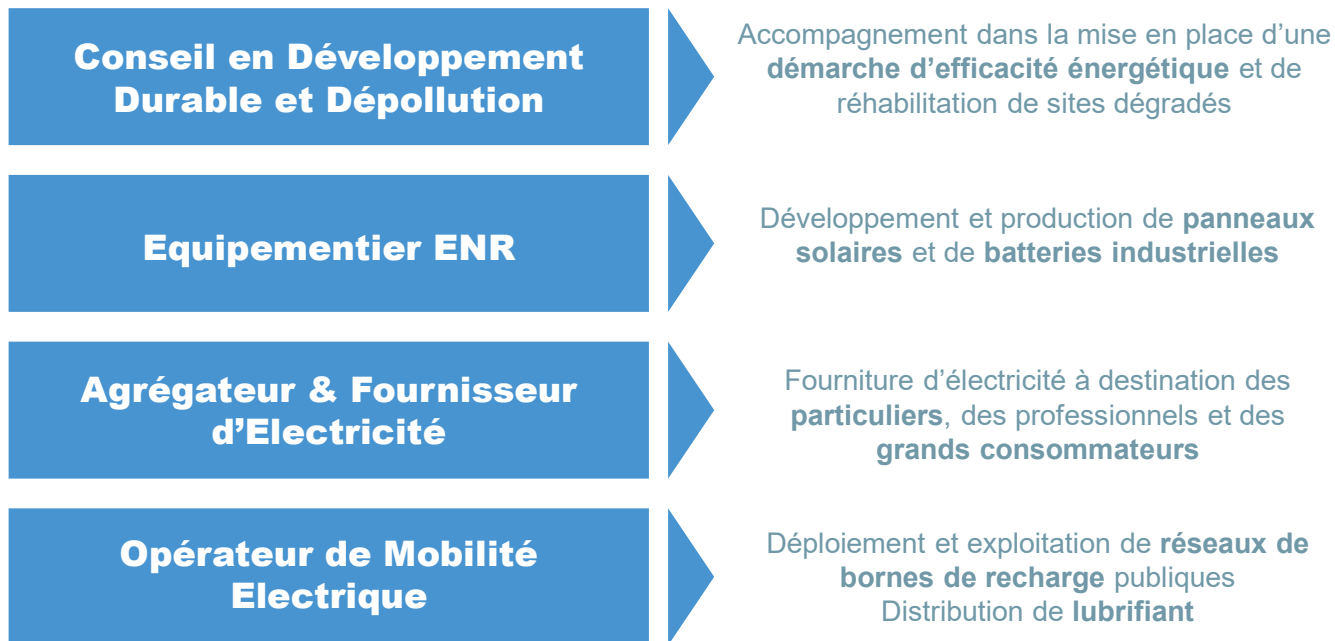 Conseil en Développement
Durable et Dépollution
Accompagnement dans la mise en place d’une
démarche d’efficacité énergétique et de
réhabilitation de sites dégradés
Equipementier ENR
Développement et production de panneaux
solaires et de batteries industrielles
Agrégateur & Fournisseur
d’Electricité
Fourniture d’électricité à destination des
particuliers, des professionnels et des
grands consommateurs
Opérateur de Mobilité
Electrique
Déploiement et exploitation de réseaux de
bornes de recharge publiques
Distribution de lubrifiant